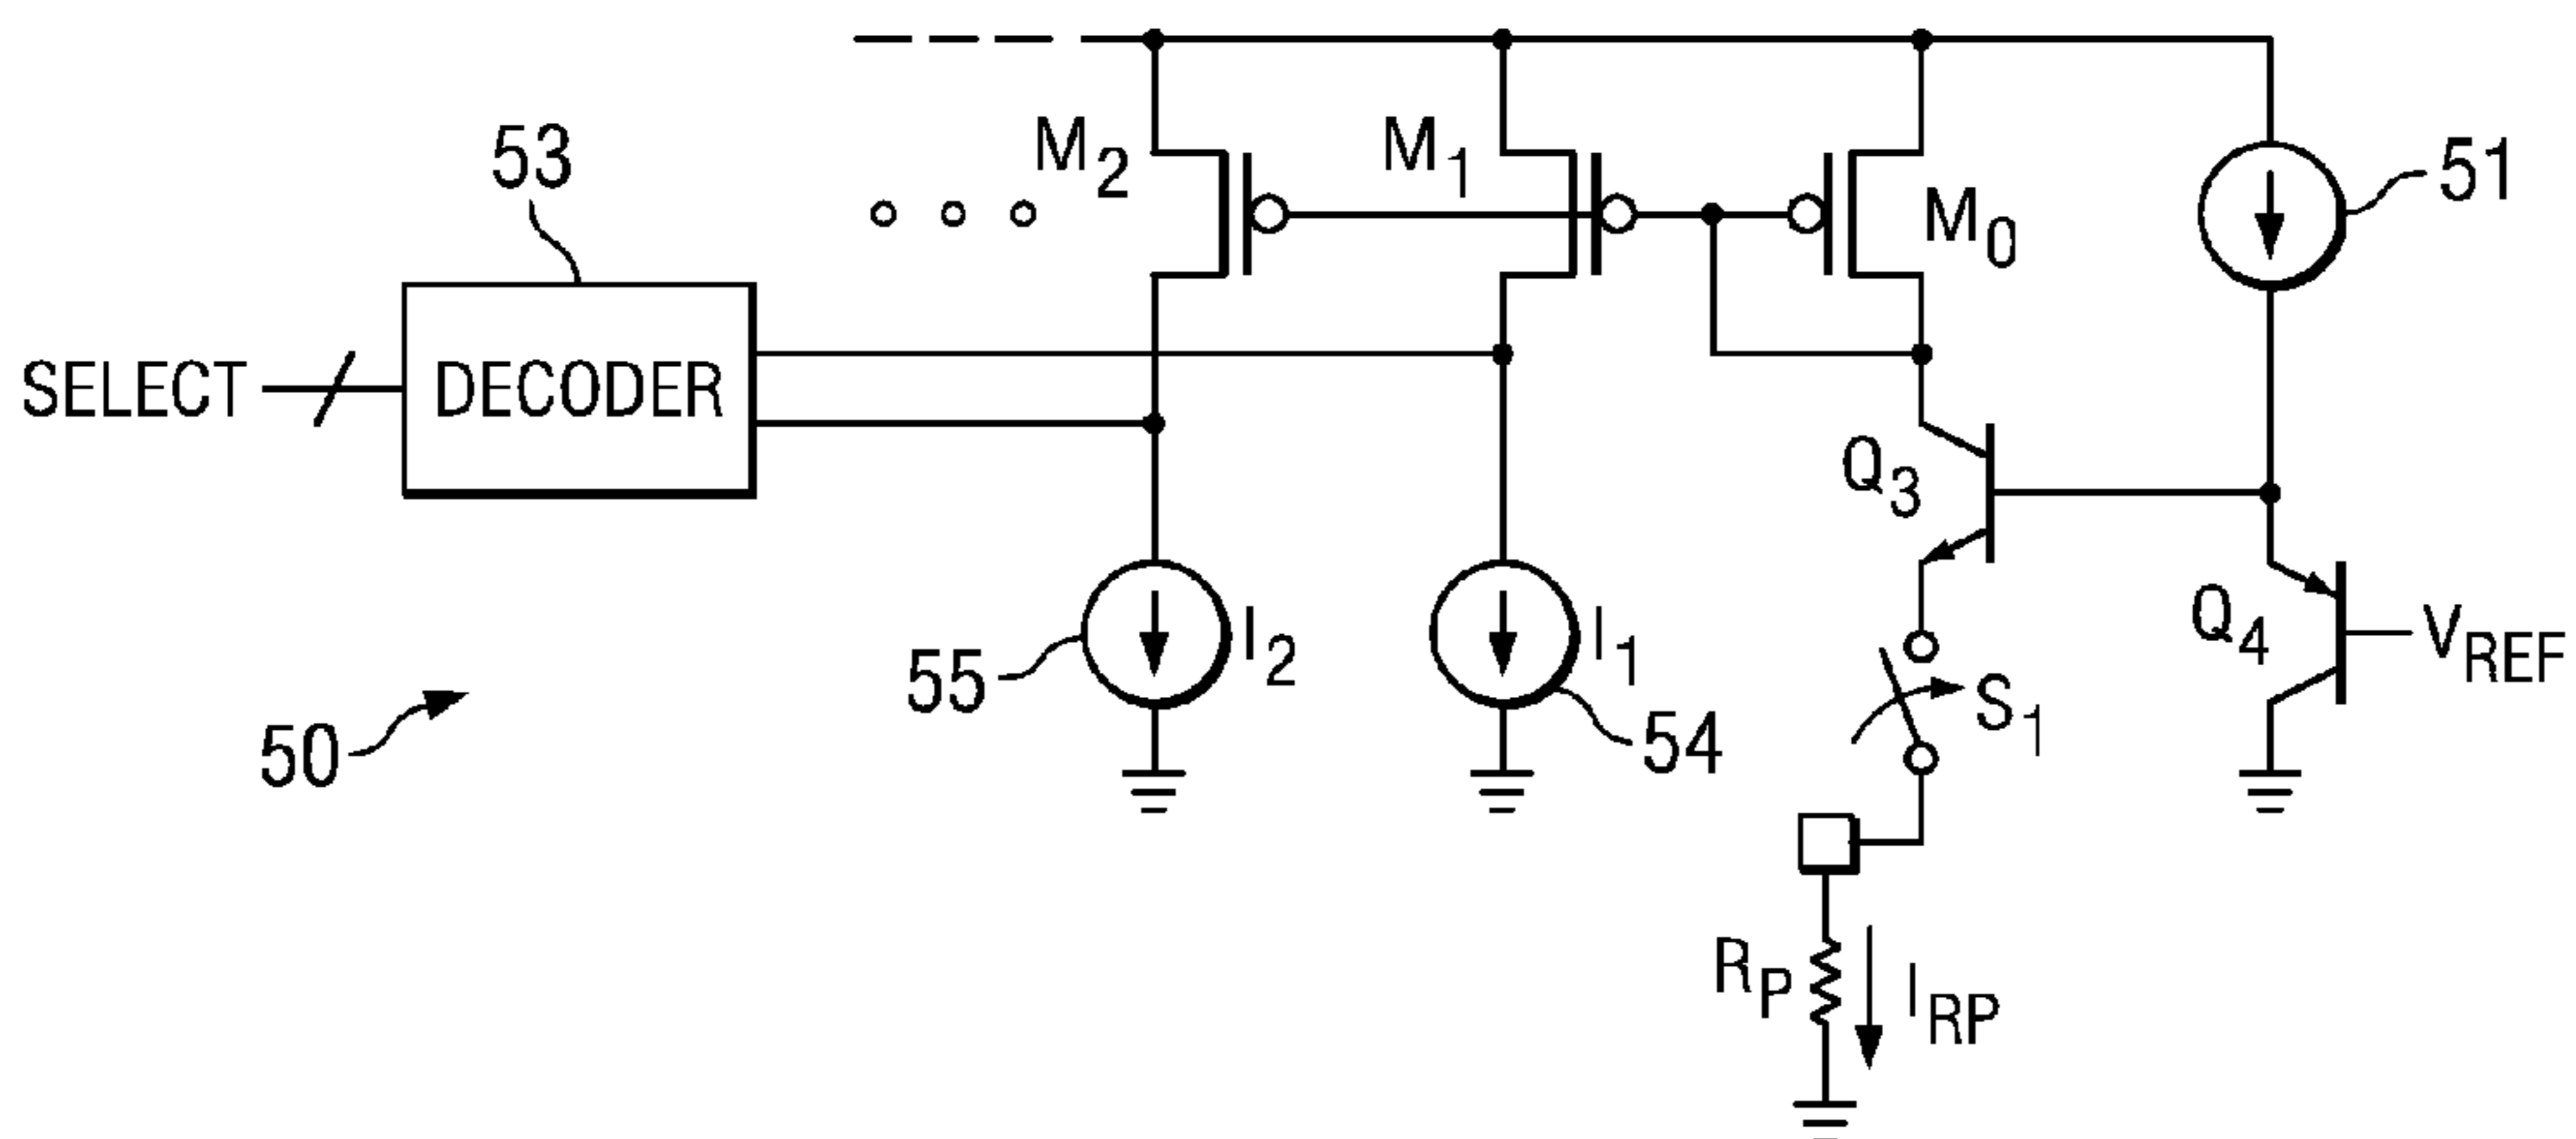 M2
M1
M0
51
53
SELECT
DECODER
Q3
Q4
VREF
I2
I1
55
54
S1
50
RP
IRP